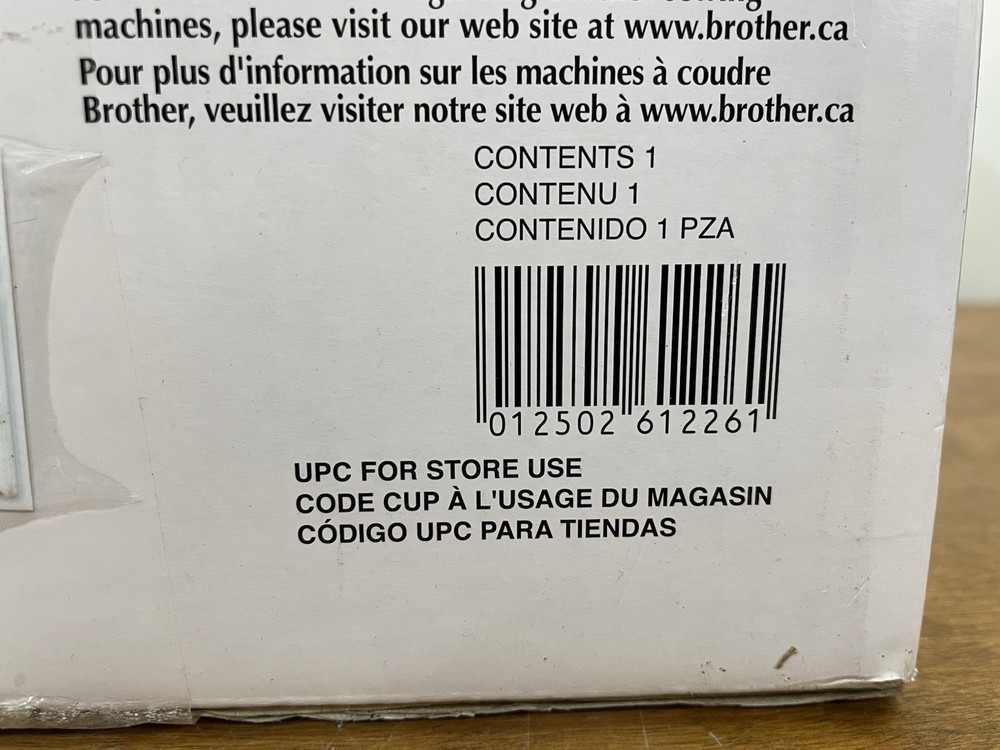 machines, please visit our web site at www.brother.ca
Pour plus d'information sur les machines à coudre
Brother, veuillez visiter notre site web à www.brother.ca
CONTENTS 1
CONTENU 1
CONTENIDO 1 PZA
012502 612261
UPC FOR STORE USE
CODE CUP À L'USAGE DU MAGASIN
CÓDIGO UPC PARA TIENDAS